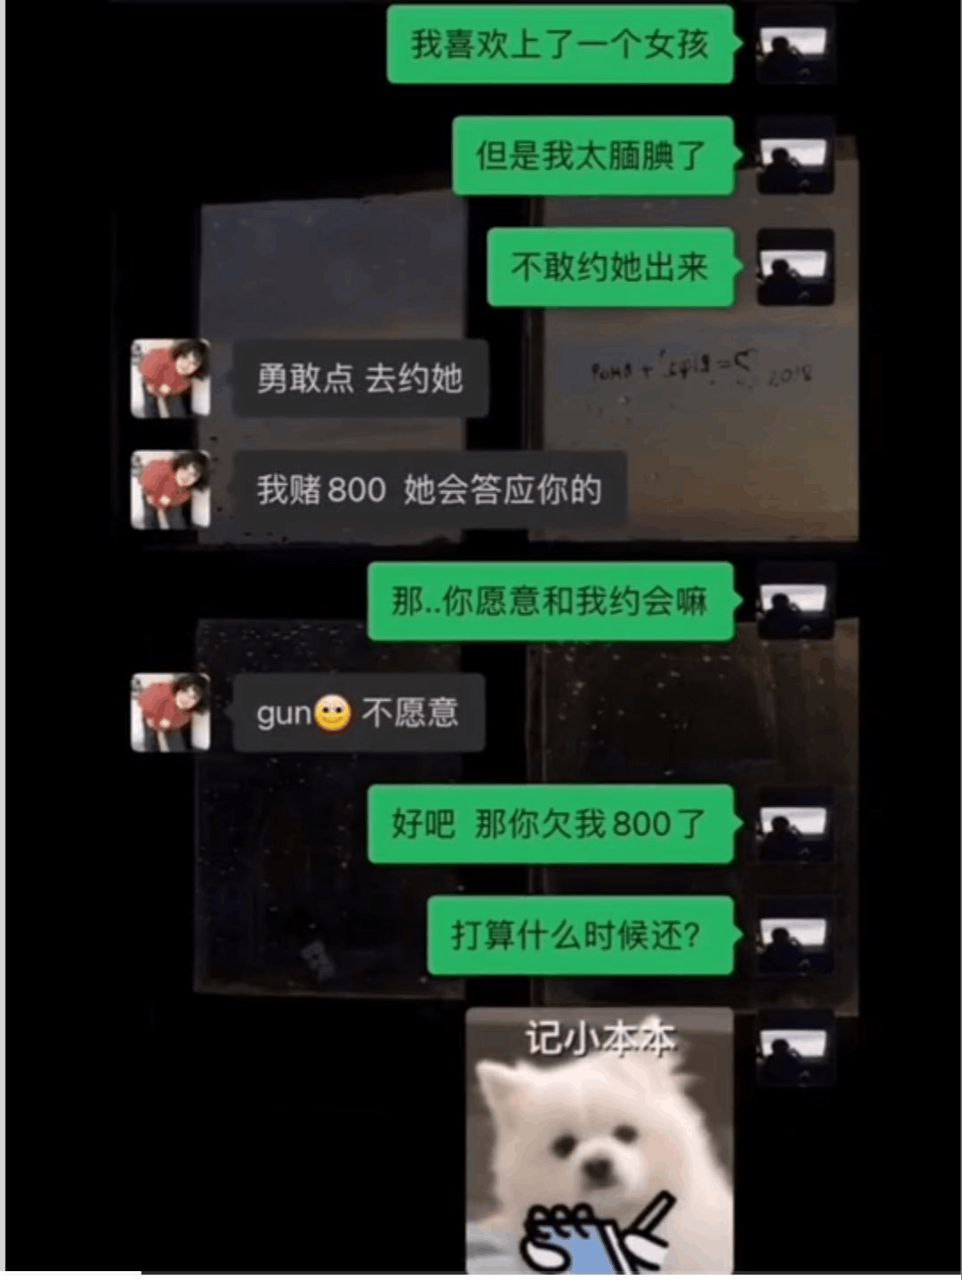 我喜欢上了一个女孩
但是我太腼腆了
不敢约她出来
勇敢点 去约她
我赌800 她会答应你的
那..你愿意和我约会嘛
gun 不愿意
好吧 那你欠我800了
打算什么时候还?
记小本本